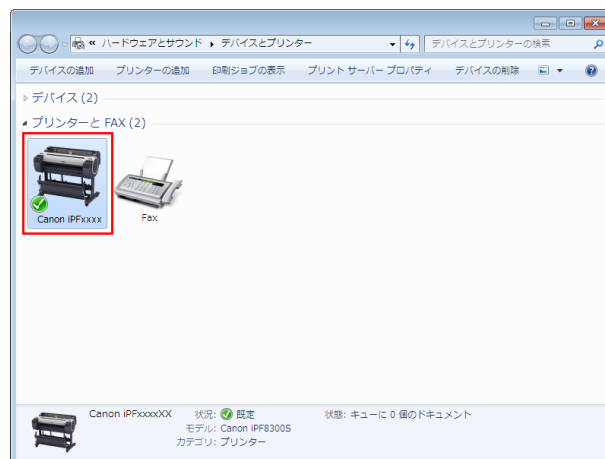 « ハードウェアとサウンド ▸ デバイスとプリンター デバイスとプリンターの検索
デバイスの追加 プリンターの追加 印刷ジョブの表示 プリント サーバー プロパティ デバイスの削除
デバイス (2)
プリンターと FAX (2)
Canon iPFxxxx Fax
Canon iPFxxxxXX 状況: 既定 状態: キューに 0 個のドキュメント
モデル: Canon iPF8300S
カテゴリ: プリンター